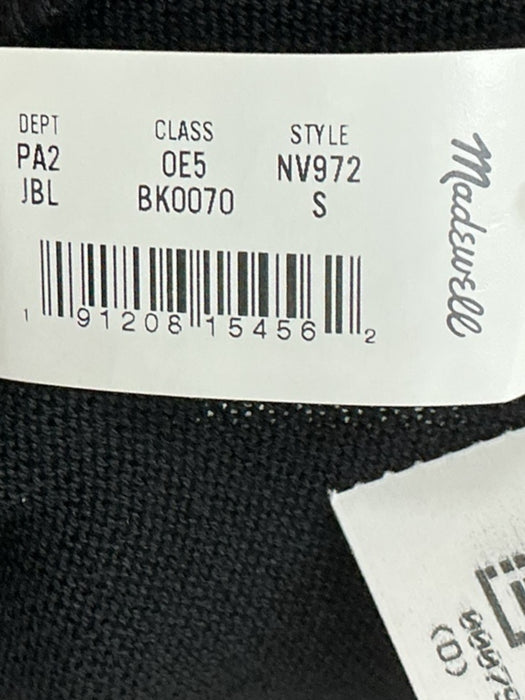 DEPT CLASS STYLE
PA2 0E5 NV972
JBL BK0070 S
1 91208 15456 2
Madewell
(D)